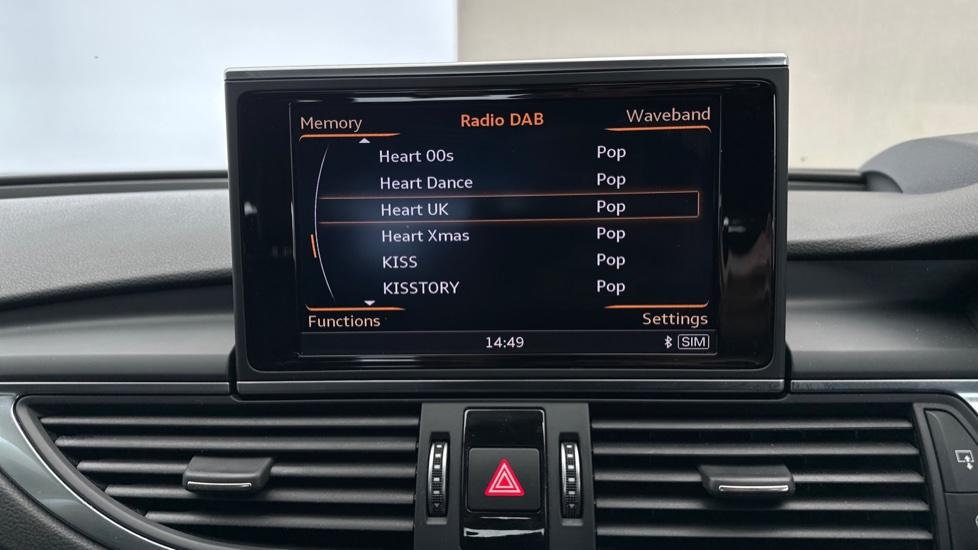 Memory Radio DAB Waveband
Heart 00s Pop
Heart Dance Pop
Heart UK Pop
Heart Xmas Pop
KISS Pop
KISSTORY Pop
Functions Settings
14:49 SIM